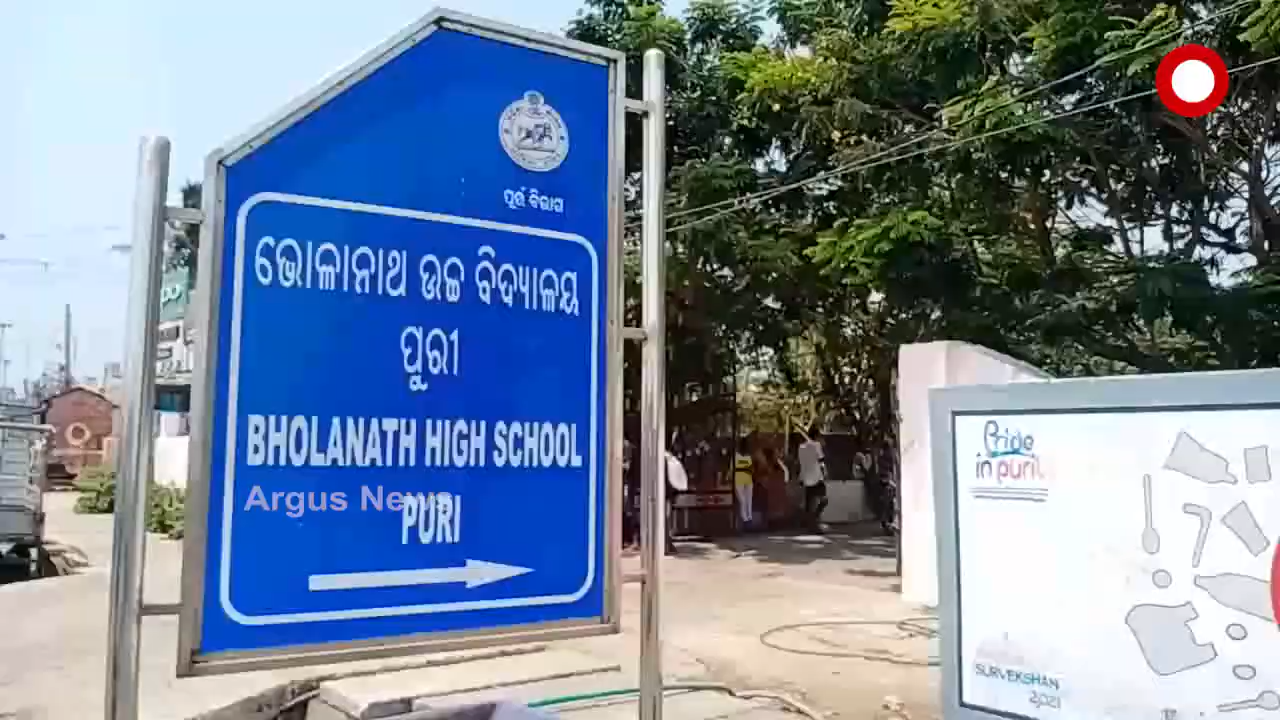 ପୂର୍ତ୍ତ ବିଭାଗ
ଭୋଳାନାଥ ଉଚ୍ଚ ବିଦ୍ୟାଳୟ
ପୁରୀ
BHOLANATH HIGH SCHOOL
Argus News
PURI
Pride
in puri
SURVEKSHAN
2021